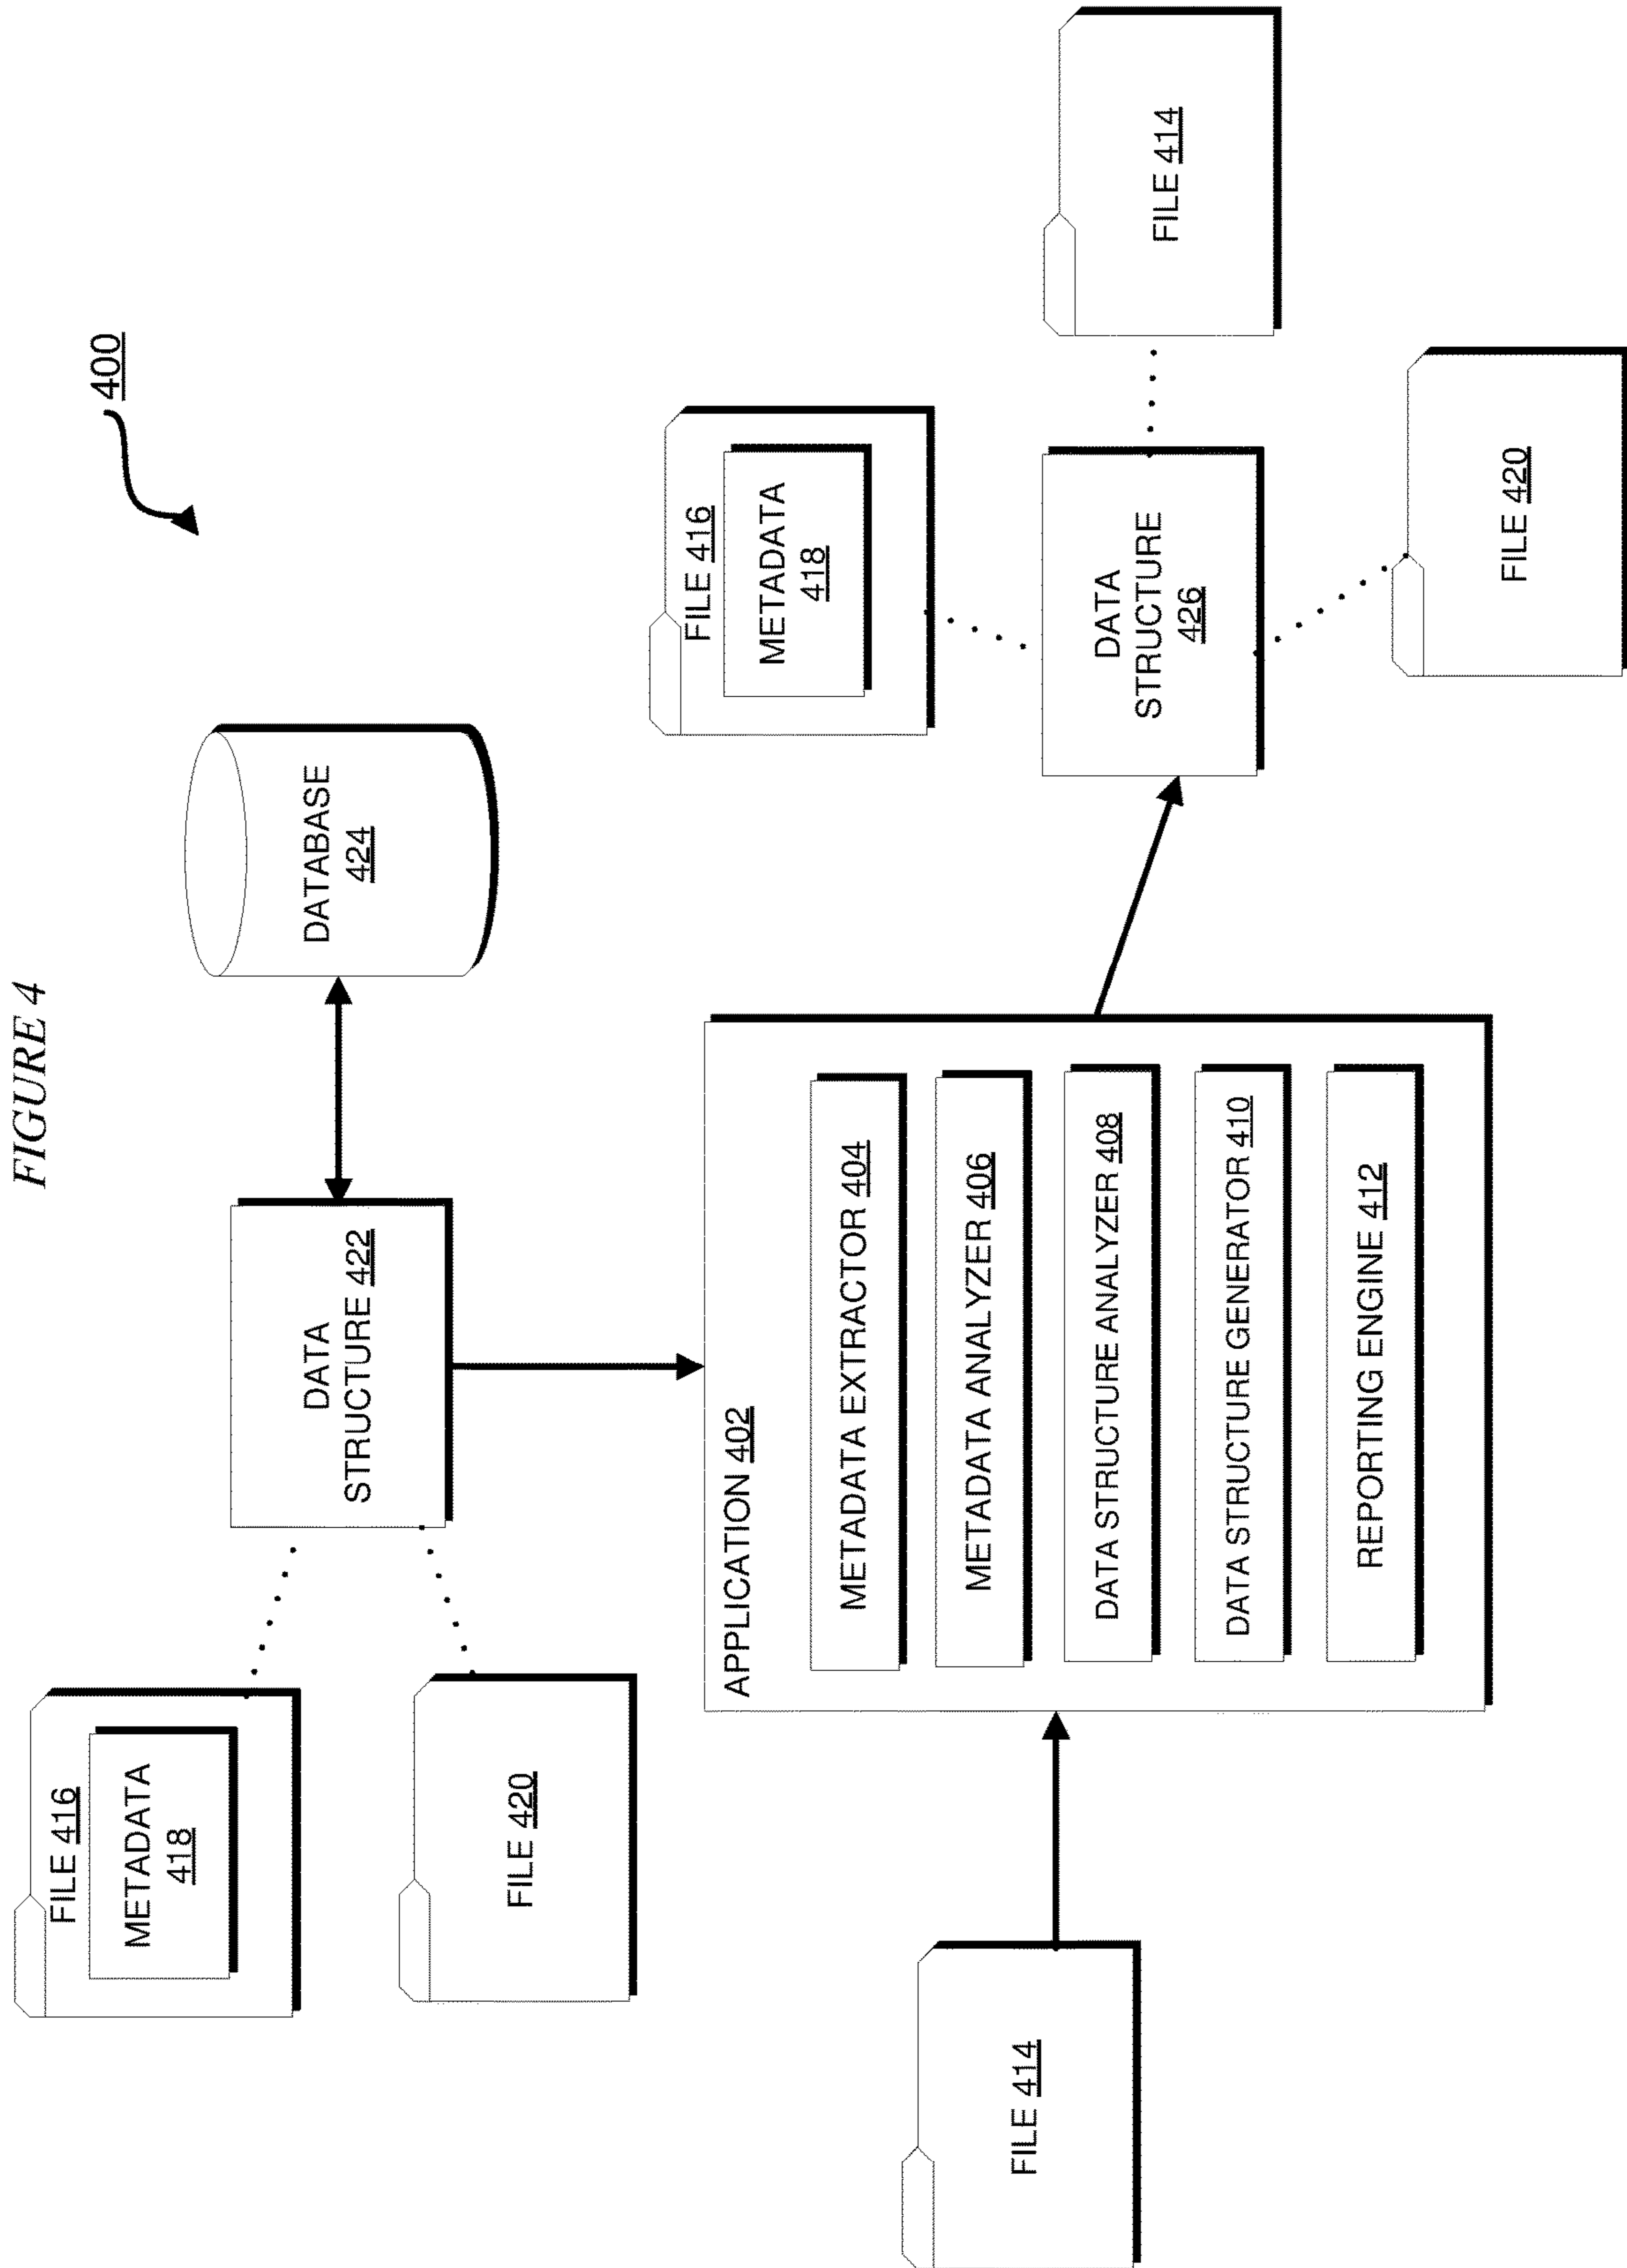 FIGURE 4
400
FILE 416
METADATA
418
FILE 420
DATA
STRUCTURE 422
DATABASE
424
FILE 414
APPLICATION 402
METADATA EXTRACTOR 404
METADATA ANALYZER 406
DATA STRUCTURE ANALYZER 408
DATA STRUCTURE GENERATOR 410
REPORTING ENGINE 412
FILE 416
METADATA
418
DATA
STRUCTURE
426
FILE 414
FILE 420